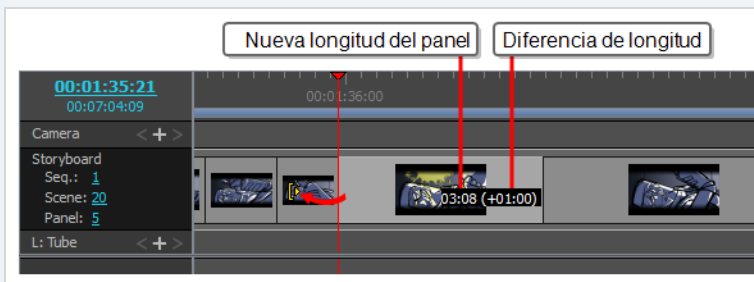 Nueva longitud del panel
Diferencia de longitud
00:01:35:21
00:07:04:09
00:01:36:00
Camera < + >
Storyboard
Seq.: 1
Scene: 20
Panel: 5
03:08 (+01:00)
L: Tube < + >